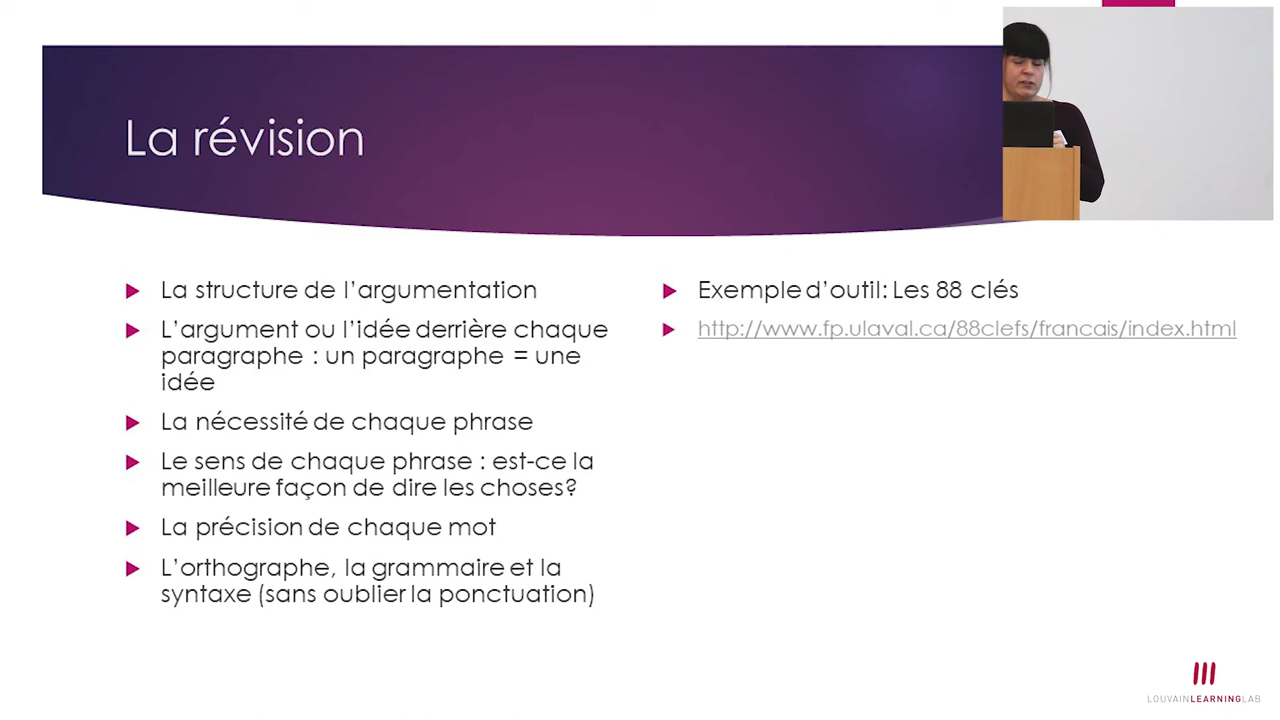 La révision
La structure de l’argumentation
L’argument ou l’idée derrière chaque
paragraphe : un paragraphe = une
idée
La nécessité de chaque phrase
Le sens de chaque phrase : est-ce la
meilleure façon de dire les choses?
La précision de chaque mot
L’orthographe, la grammaire et la
syntaxe (sans oublier la ponctuation)
Exemple d’outil: Les 88 clés
http://www.fp.ulaval.ca/88clefs/francais/index.html
LOUVAINLEARNINGLAB